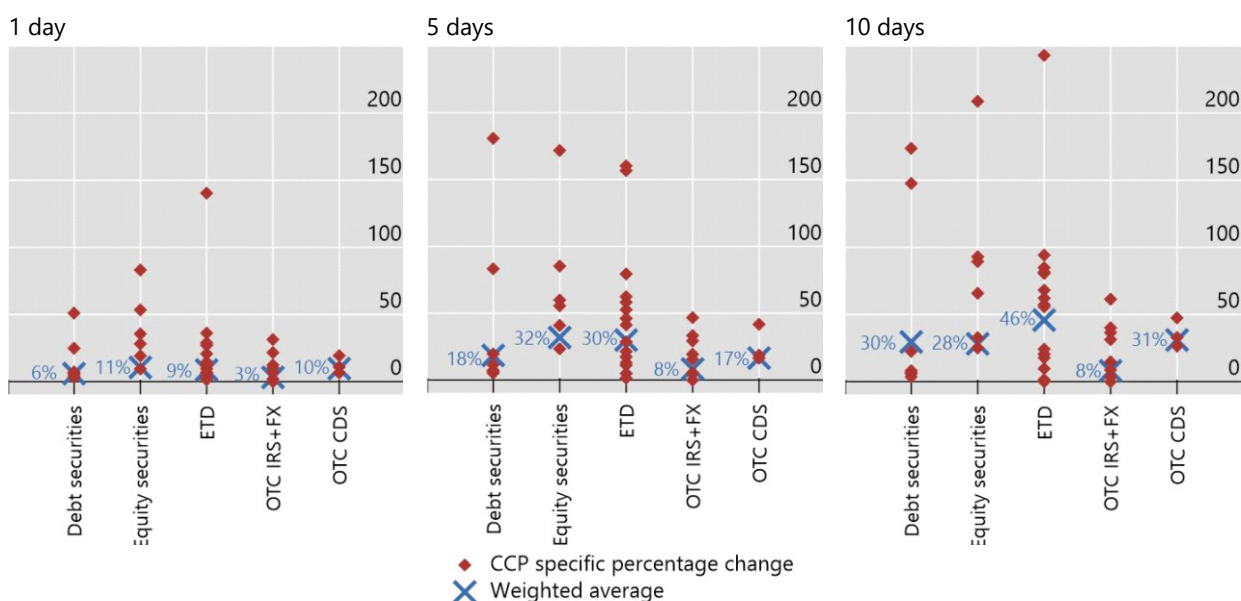 1 day
200
150
100
50
0
6%
11%
9%
3%
10%
Debt securities
Equity securities
ETD
OTC IRS+FX
OTC CDS
5 days
200
150
100
50
0
18%
32%
30%
8%
17%
Debt securities
Equity securities
ETD
OTC IRS+FX
OTC CDS
10 days
200
150
100
50
0
30%
28%
46%
8%
31%
Debt securities
Equity securities
ETD
OTC IRS+FX
OTC CDS
CCP specific percentage change
Weighted average